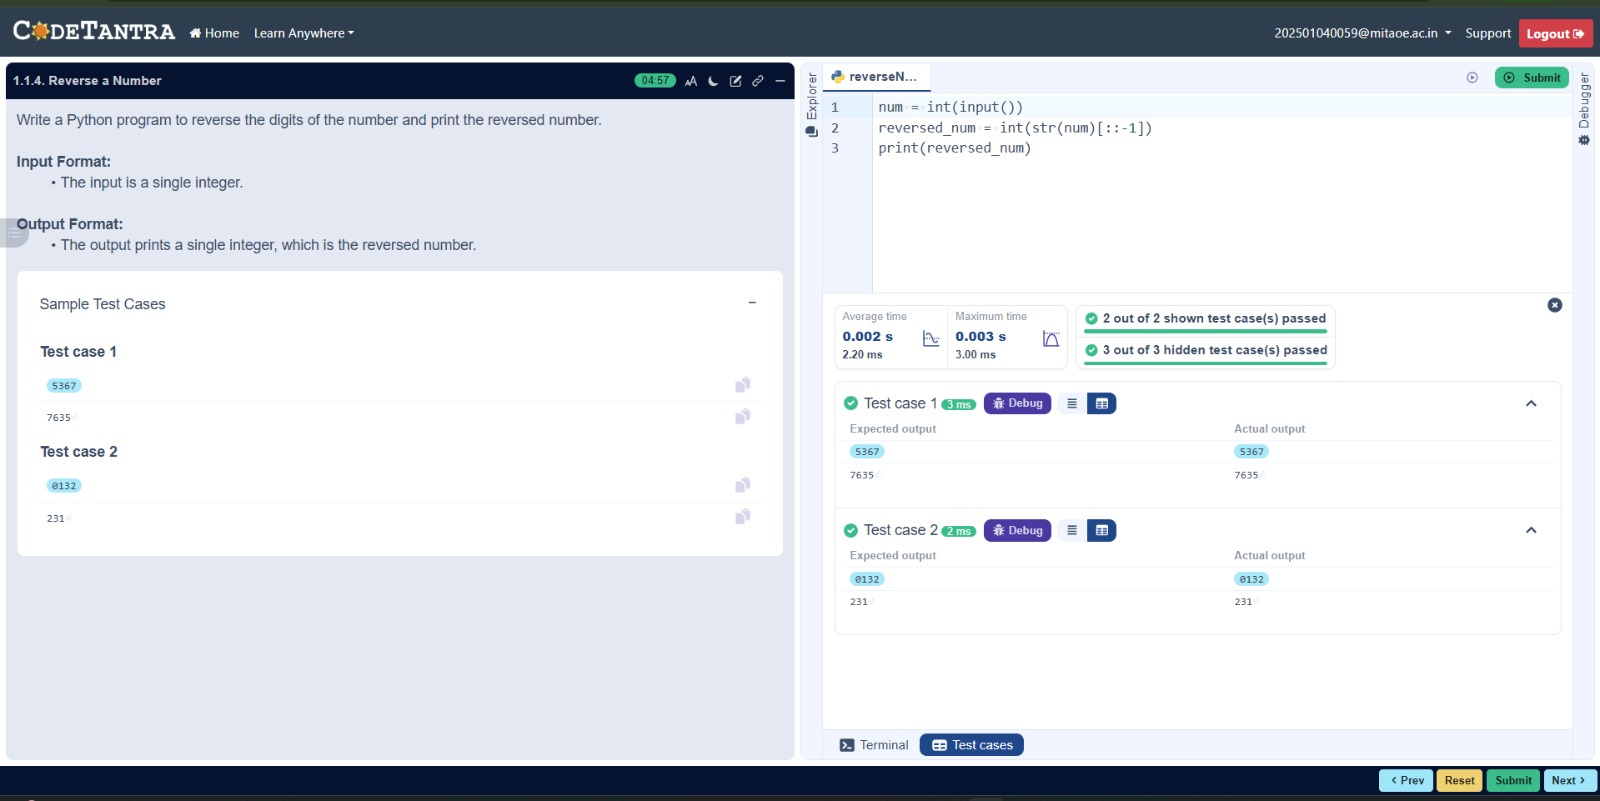 CODETANTRA Home Learn Anywhere 202501040059@mitaoe.ac.in Support Logout
1.1.4. Reverse a Number 04:57 AA
Write a Python program to reverse the digits of the number and print the reversed number.
Input Format:
• The input is a single integer.
Output Format:
• The output prints a single integer, which is the reversed number.
Sample Test Cases −
Test case 1
5367
7635
Test case 2
0132
231
Explorer
reverseN... Submit
1 num = int(input())
2 reversed_num = int(str(num)[::-1])
3 print(reversed_num)
Debugger
Average time
0.002 s
2.20 ms
Maximum time
0.003 s
3.00 ms
2 out of 2 shown test case(s) passed
3 out of 3 hidden test case(s) passed
Test case 1 3 ms Debug
Expected output Actual output
5367 5367
7635 7635
Test case 2 2 ms Debug
Expected output Actual output
0132 0132
231 231
Terminal Test cases
< Prev Reset Submit Next >